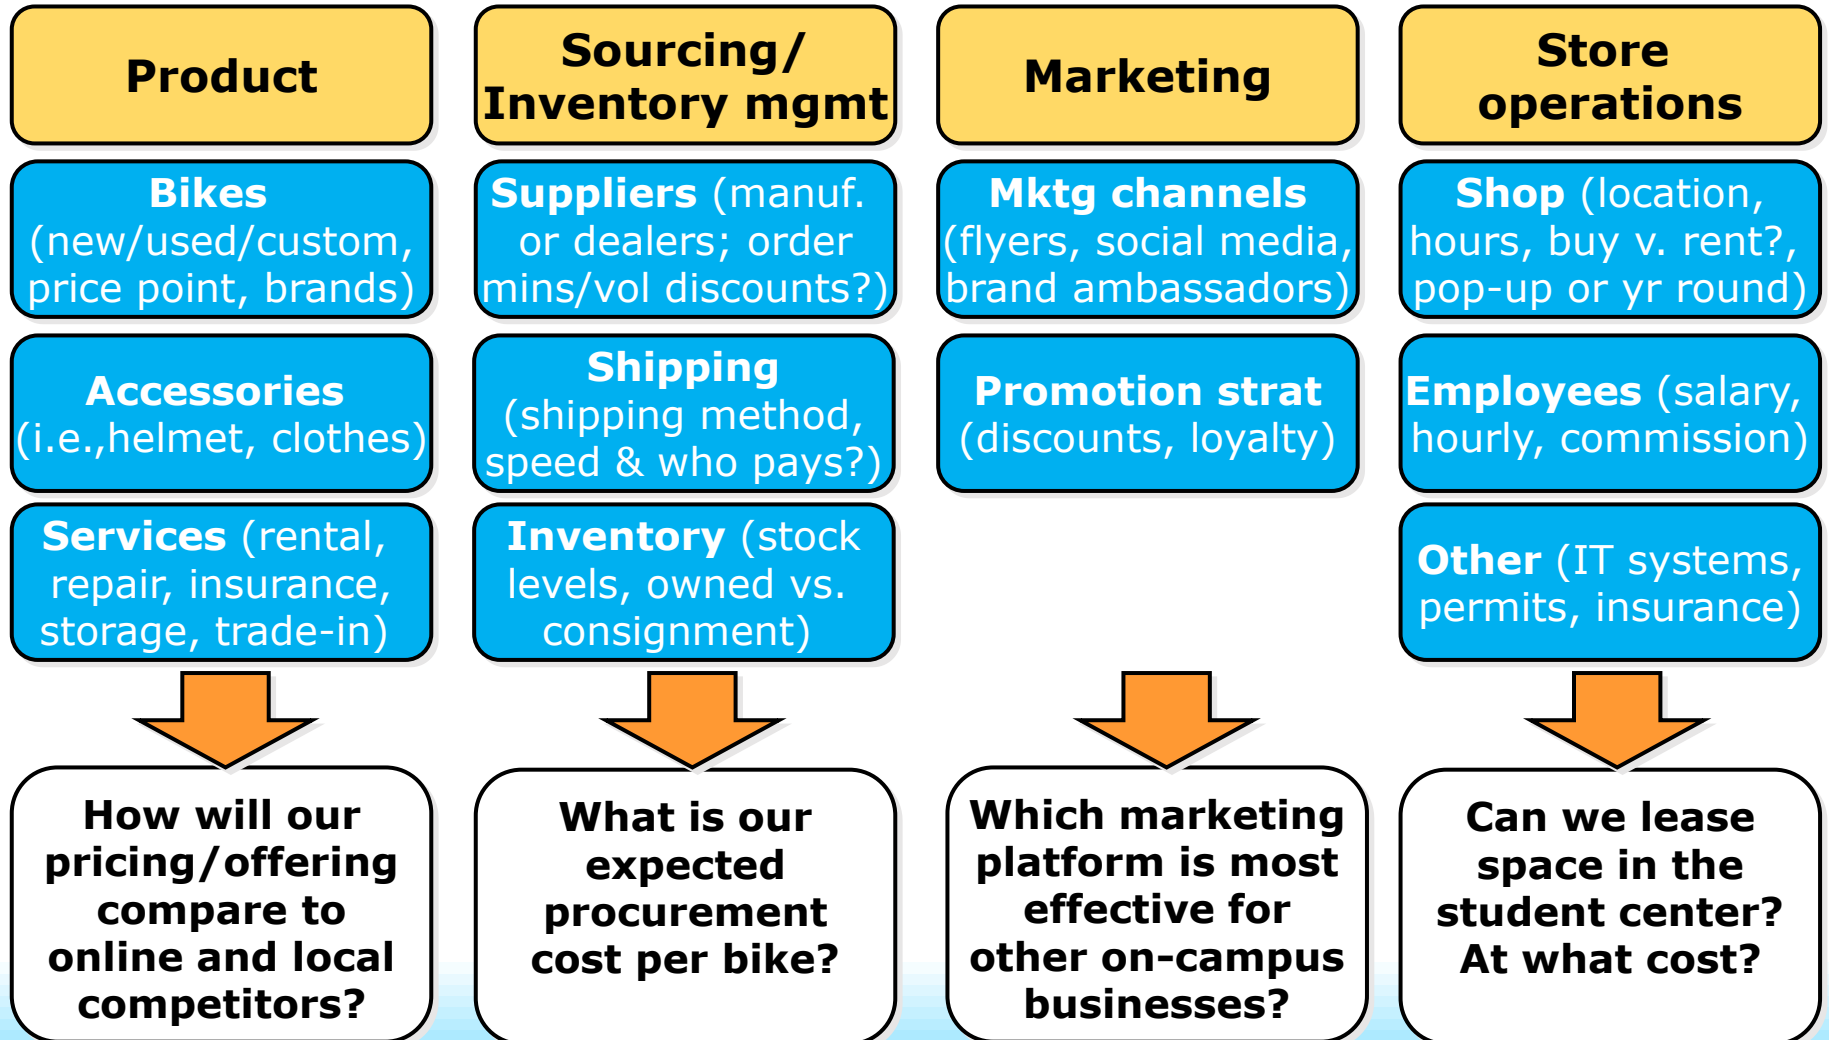 Product
Sourcing/
Inventory mgmt
Marketing
Store
operations
Bikes
(new/used/custom,
price point, brands)
Suppliers (manuf.
or dealers; order
mins/vol discounts?)
Mktg channels
(flyers, social media,
brand ambassadors)
Shop (location,
hours, buy v. rent?,
pop-up or yr round)
Accessories
(i.e.,helmet, clothes)
Shipping
(shipping method,
speed & who pays?)
Promotion strat
(discounts, loyalty)
Employees (salary,
hourly, commission)
Services (rental,
repair, insurance,
storage, trade-in)
Inventory (stock
levels, owned vs.
consignment)
Other (IT systems,
permits, insurance)
How will our
pricing/offering
compare to
online and local
competitors?
What is our
expected
procurement
cost per bike?
Which marketing
platform is most
effective for
other on-campus
businesses?
Can we lease
space in the
student center?
At what cost?